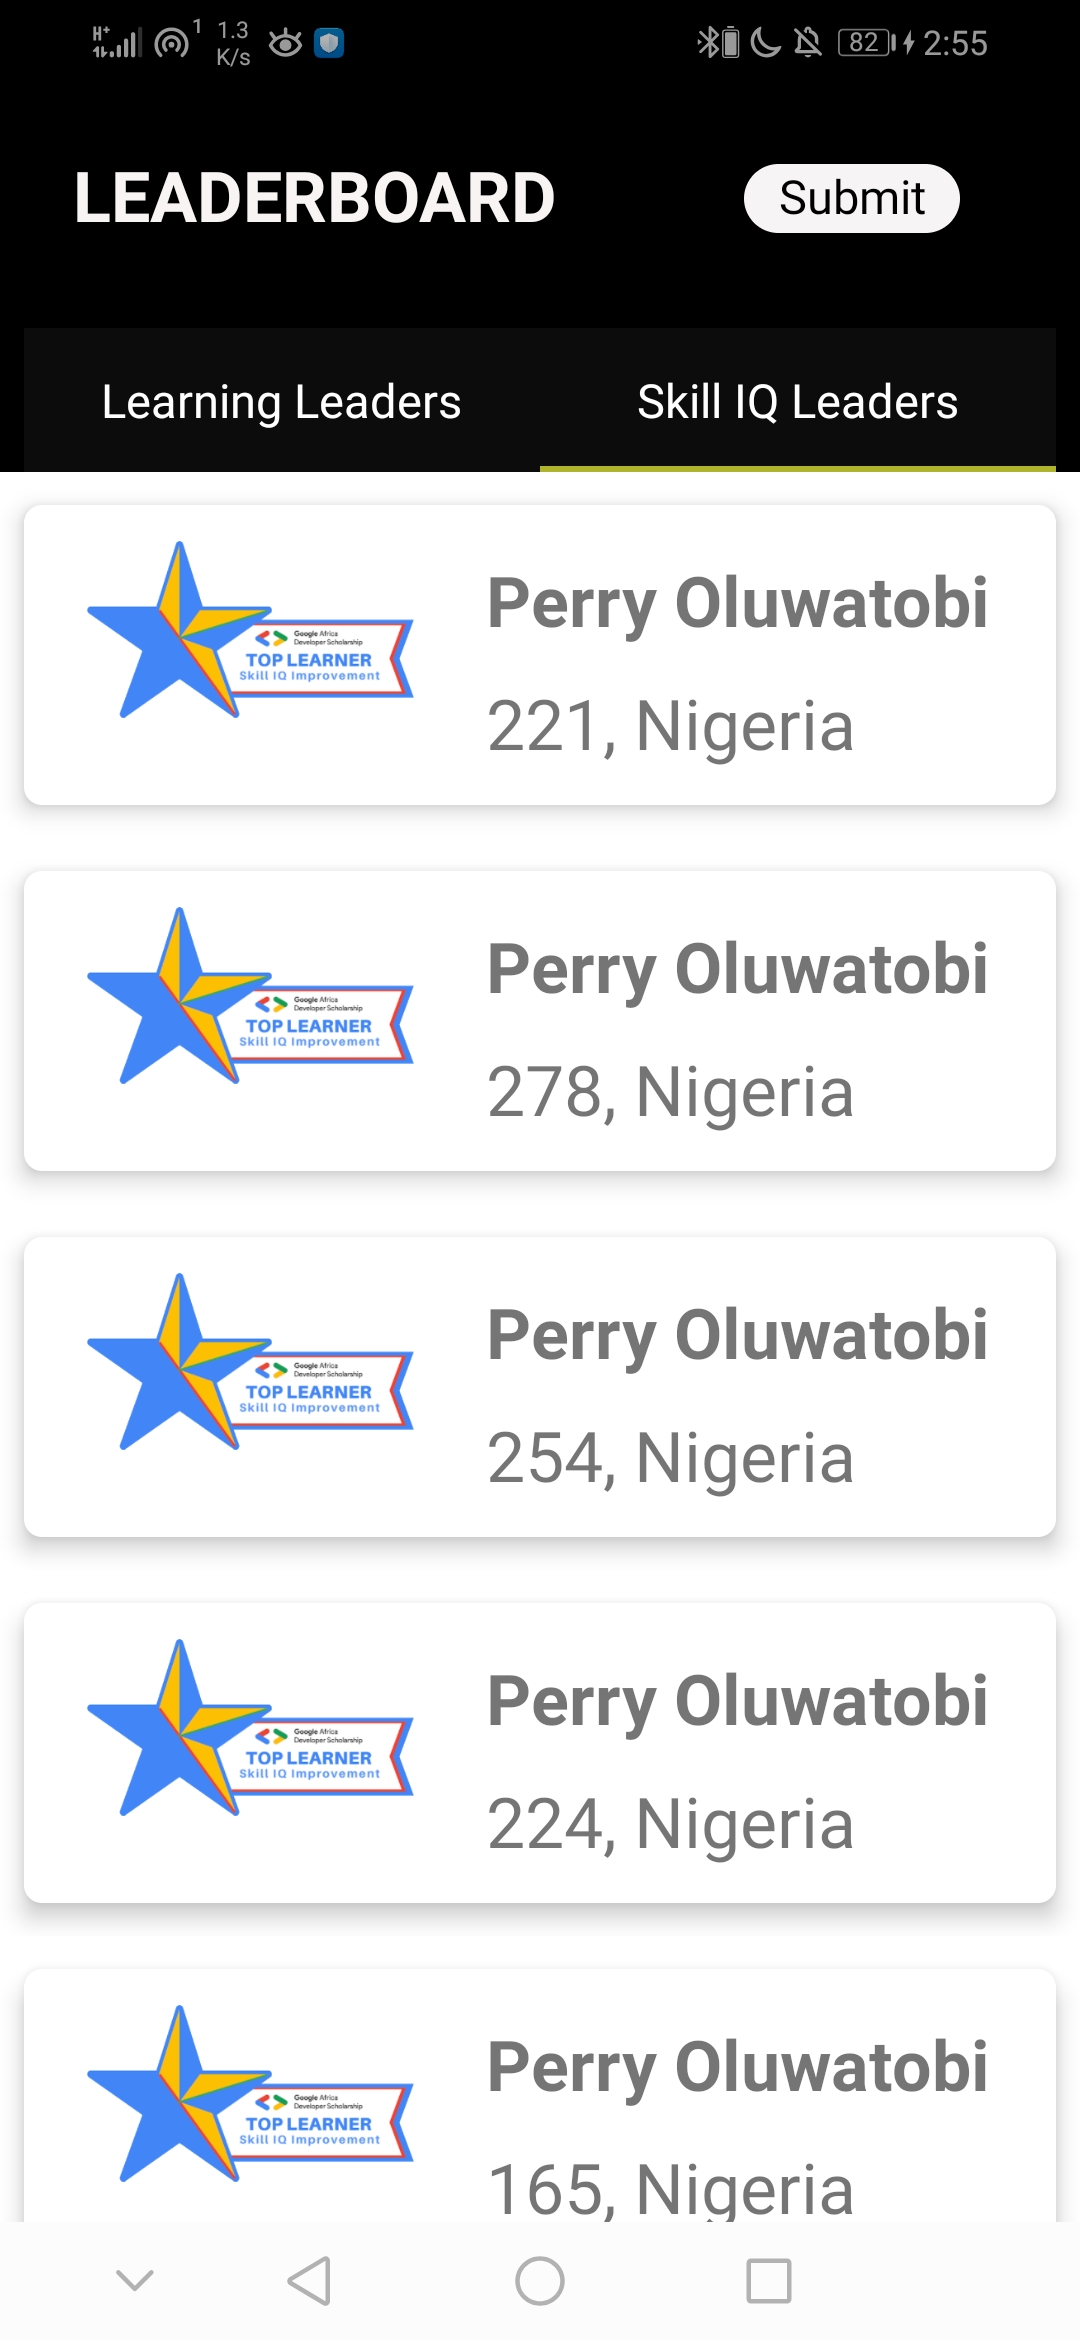 H+
1
1.3
K/s
82
2:55
LEADERBOARD
Submit
Learning Leaders
Skill IQ Leaders
Google Africa
Developer Scholarship
TOP LEARNER
Skill IQ Improvement
Perry Oluwatobi
221, Nigeria
Google Africa
Developer Scholarship
TOP LEARNER
Skill IQ Improvement
Perry Oluwatobi
278, Nigeria
Google Africa
Developer Scholarship
TOP LEARNER
Skill IQ Improvement
Perry Oluwatobi
254, Nigeria
Google Africa
Developer Scholarship
TOP LEARNER
Skill IQ Improvement
Perry Oluwatobi
224, Nigeria
Google Africa
Developer Scholarship
TOP LEARNER
Skill IQ Improvement
Perry Oluwatobi
165, Nigeria